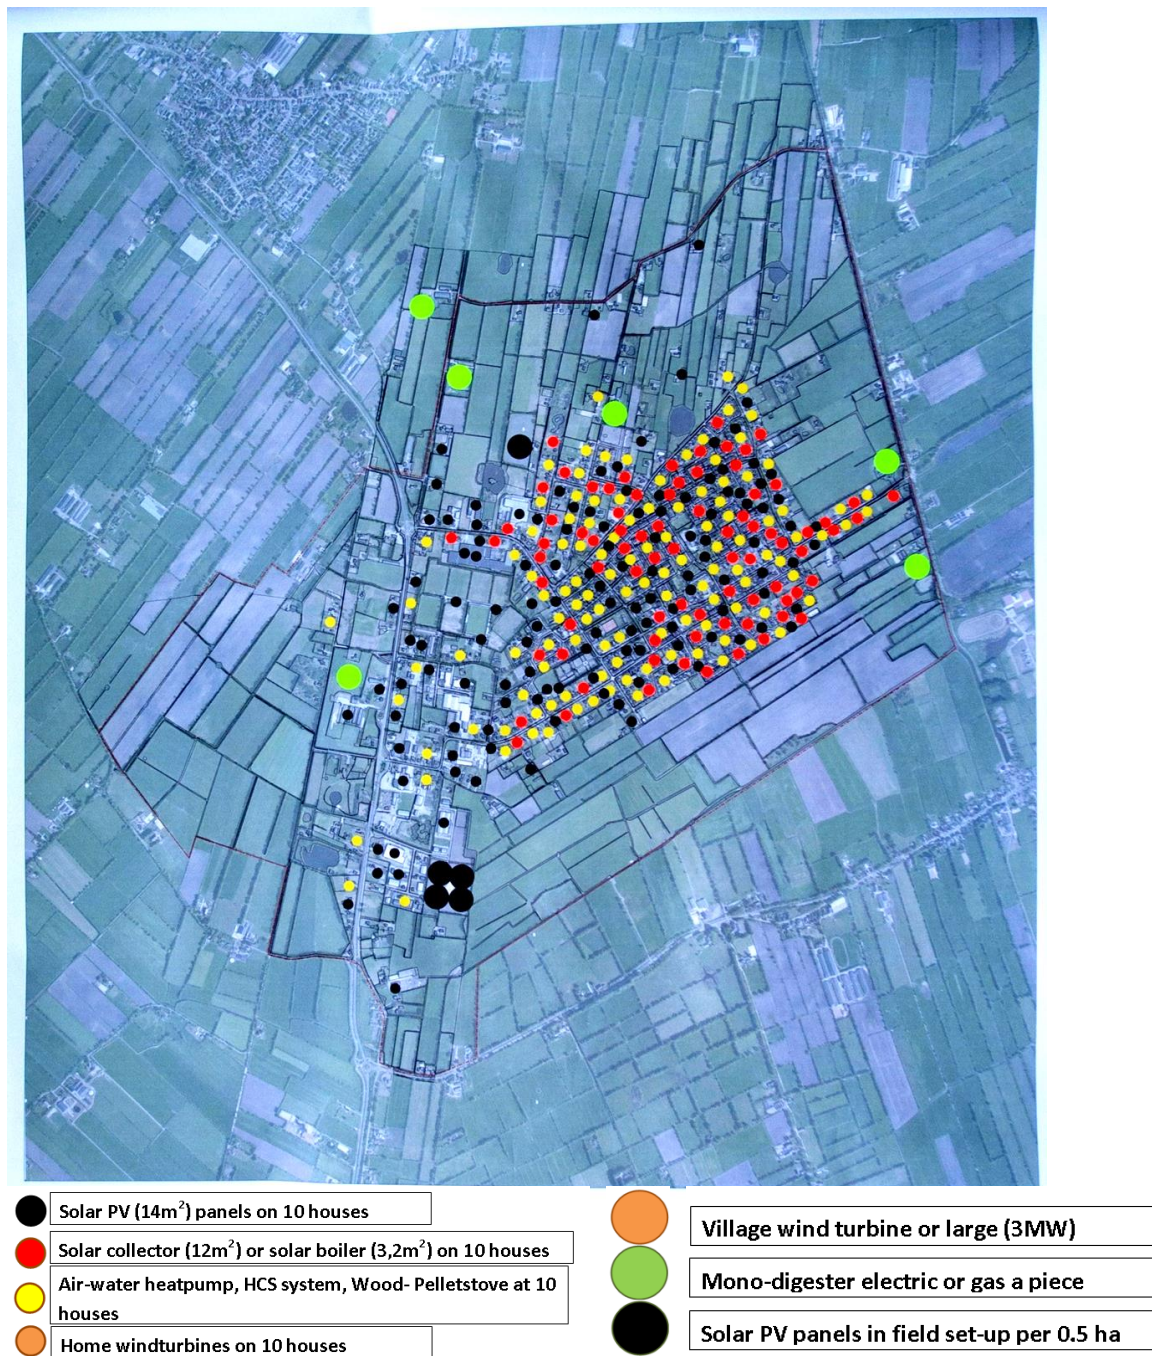 Solar PV (14m²) panels on 10 houses
Solar collector (12m²) or solar boiler (3,2m²) on 10 houses
Air-water heatpump, HCS system, Wood- Pelletstove at 10
houses
Home windturbines on 10 houses
Village wind turbine or large (3MW)
Mono-digester electric or gas a piece
Solar PV panels in field set-up per 0.5 ha